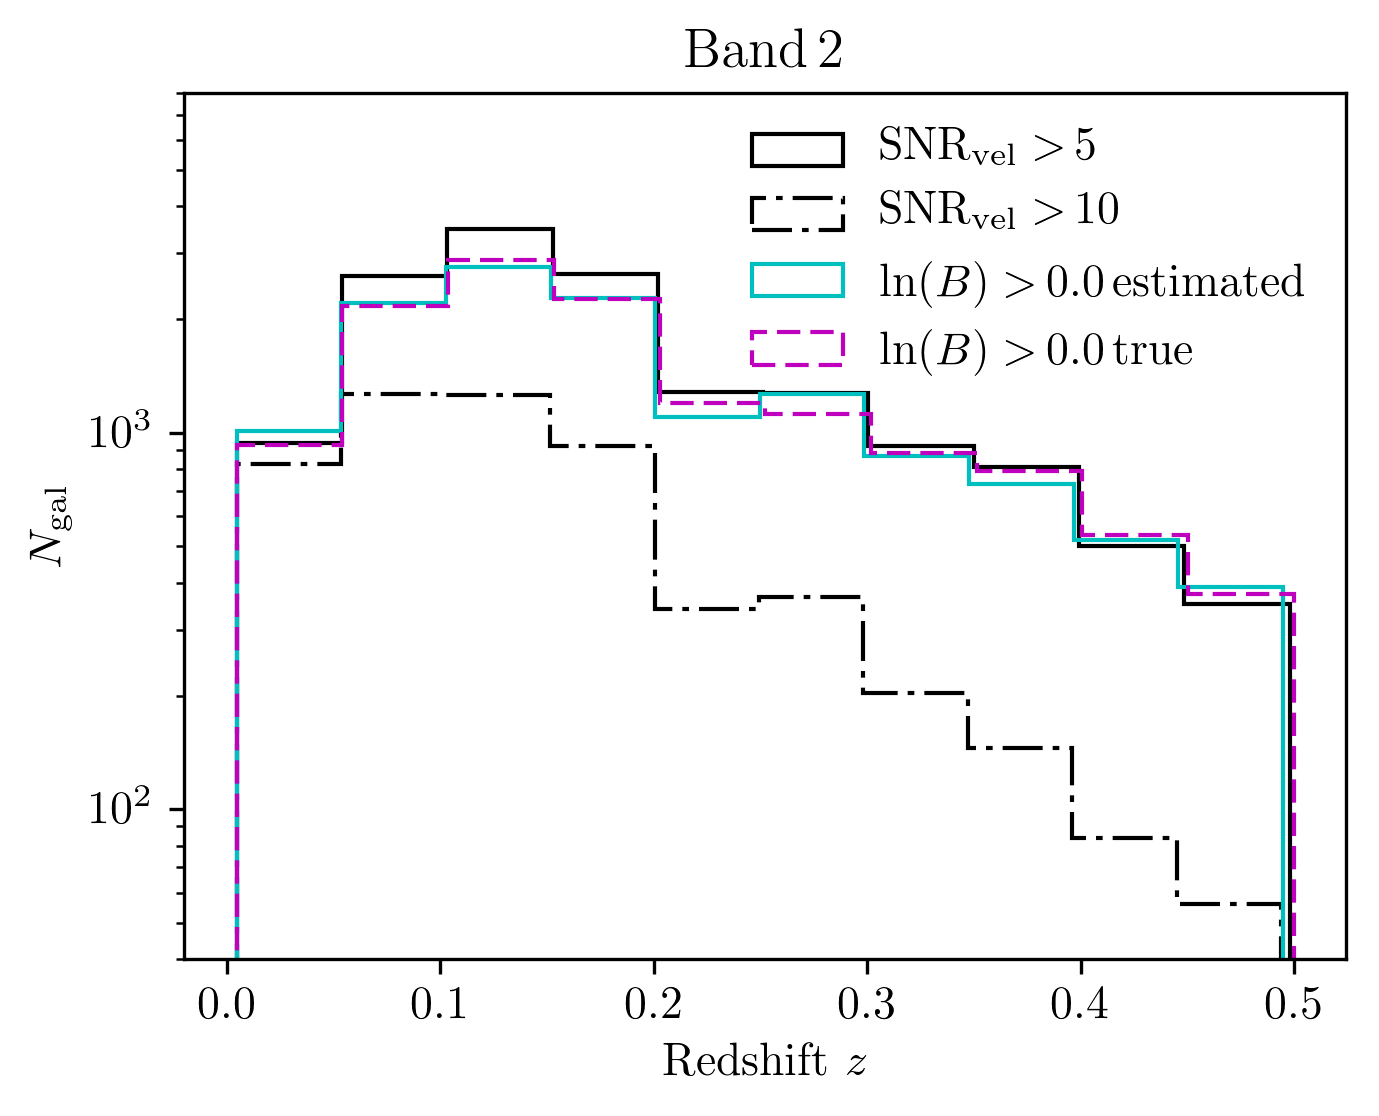 Band 2
SNR_vel > 5
SNR_vel > 10
ln(B) > 0.0 estimated
ln(B) > 0.0 true
10^3
10^2
N_gal
0.0 0.1 0.2 0.3 0.4 0.5
Redshift z